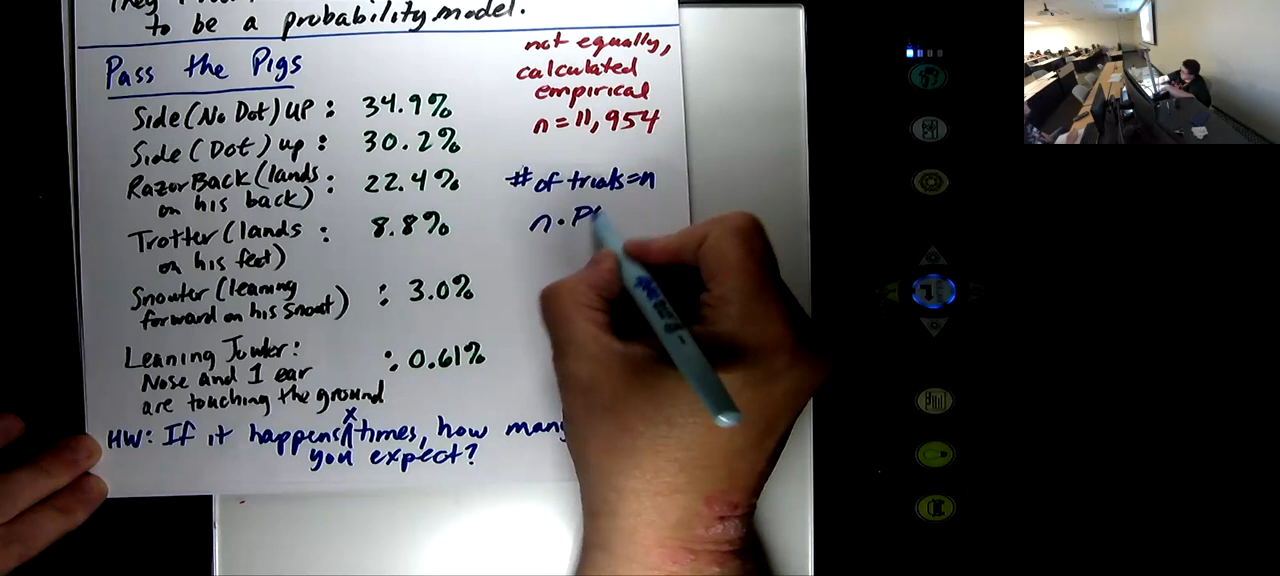 to be a probability model.
Pass the Pigs
not equally,
calculated
empirical
n=11,954
Side (No Dot) UP : 34.9%
Side (Dot) up : 30.2%
RazorBack (lands : 22.4%
on his back)
Trotter (lands : 8.8%
on his feet)
Snouter (leaning : 3.0%
forward on his Snout)
Leaning Jowler: : 0.61%
Nose and 1 ear
are touching the ground
# of trials=n
n·P
HW: If it happens x times, how many
you expect?